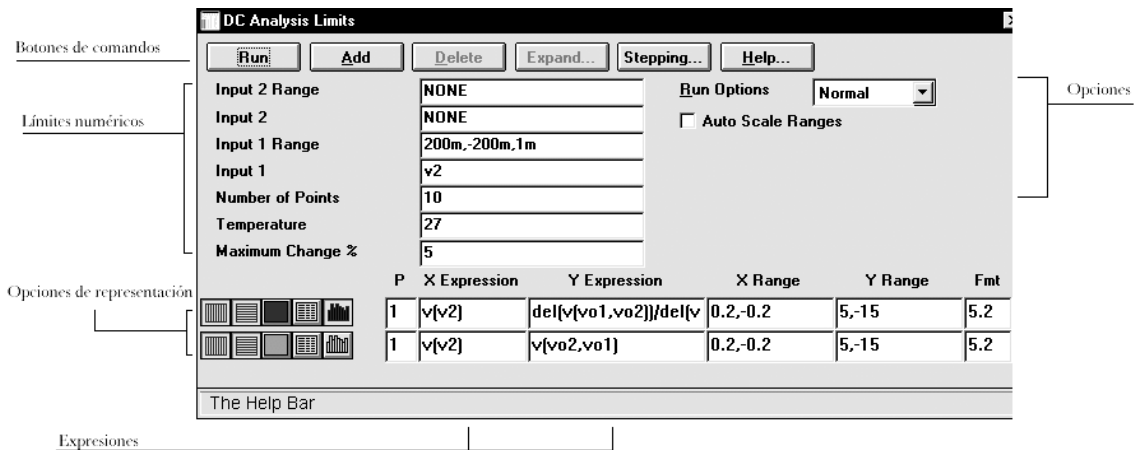 DC Analysis Limits
Botones de comandos
Run Add Delete Expand... Stepping... Help...
Límites numéricos
Input 2 Range NONE
Input 2 NONE
Input 1 Range 200m,-200m,1m
Input 1 v2
Number of Points 10
Temperature 27
Maximum Change % 5
Run Options Normal
Auto Scale Ranges
Opciones
Opciones de representación
P X Expression Y Expression X Range Y Range Fmt
1 v(v2) del(v(vo1,vo2))/del(v 0.2,-0.2 5,-15 5.2
1 v(v2) v(vo2,vo1) 0.2,-0.2 5,-15 5.2
The Help Bar
Expresiones